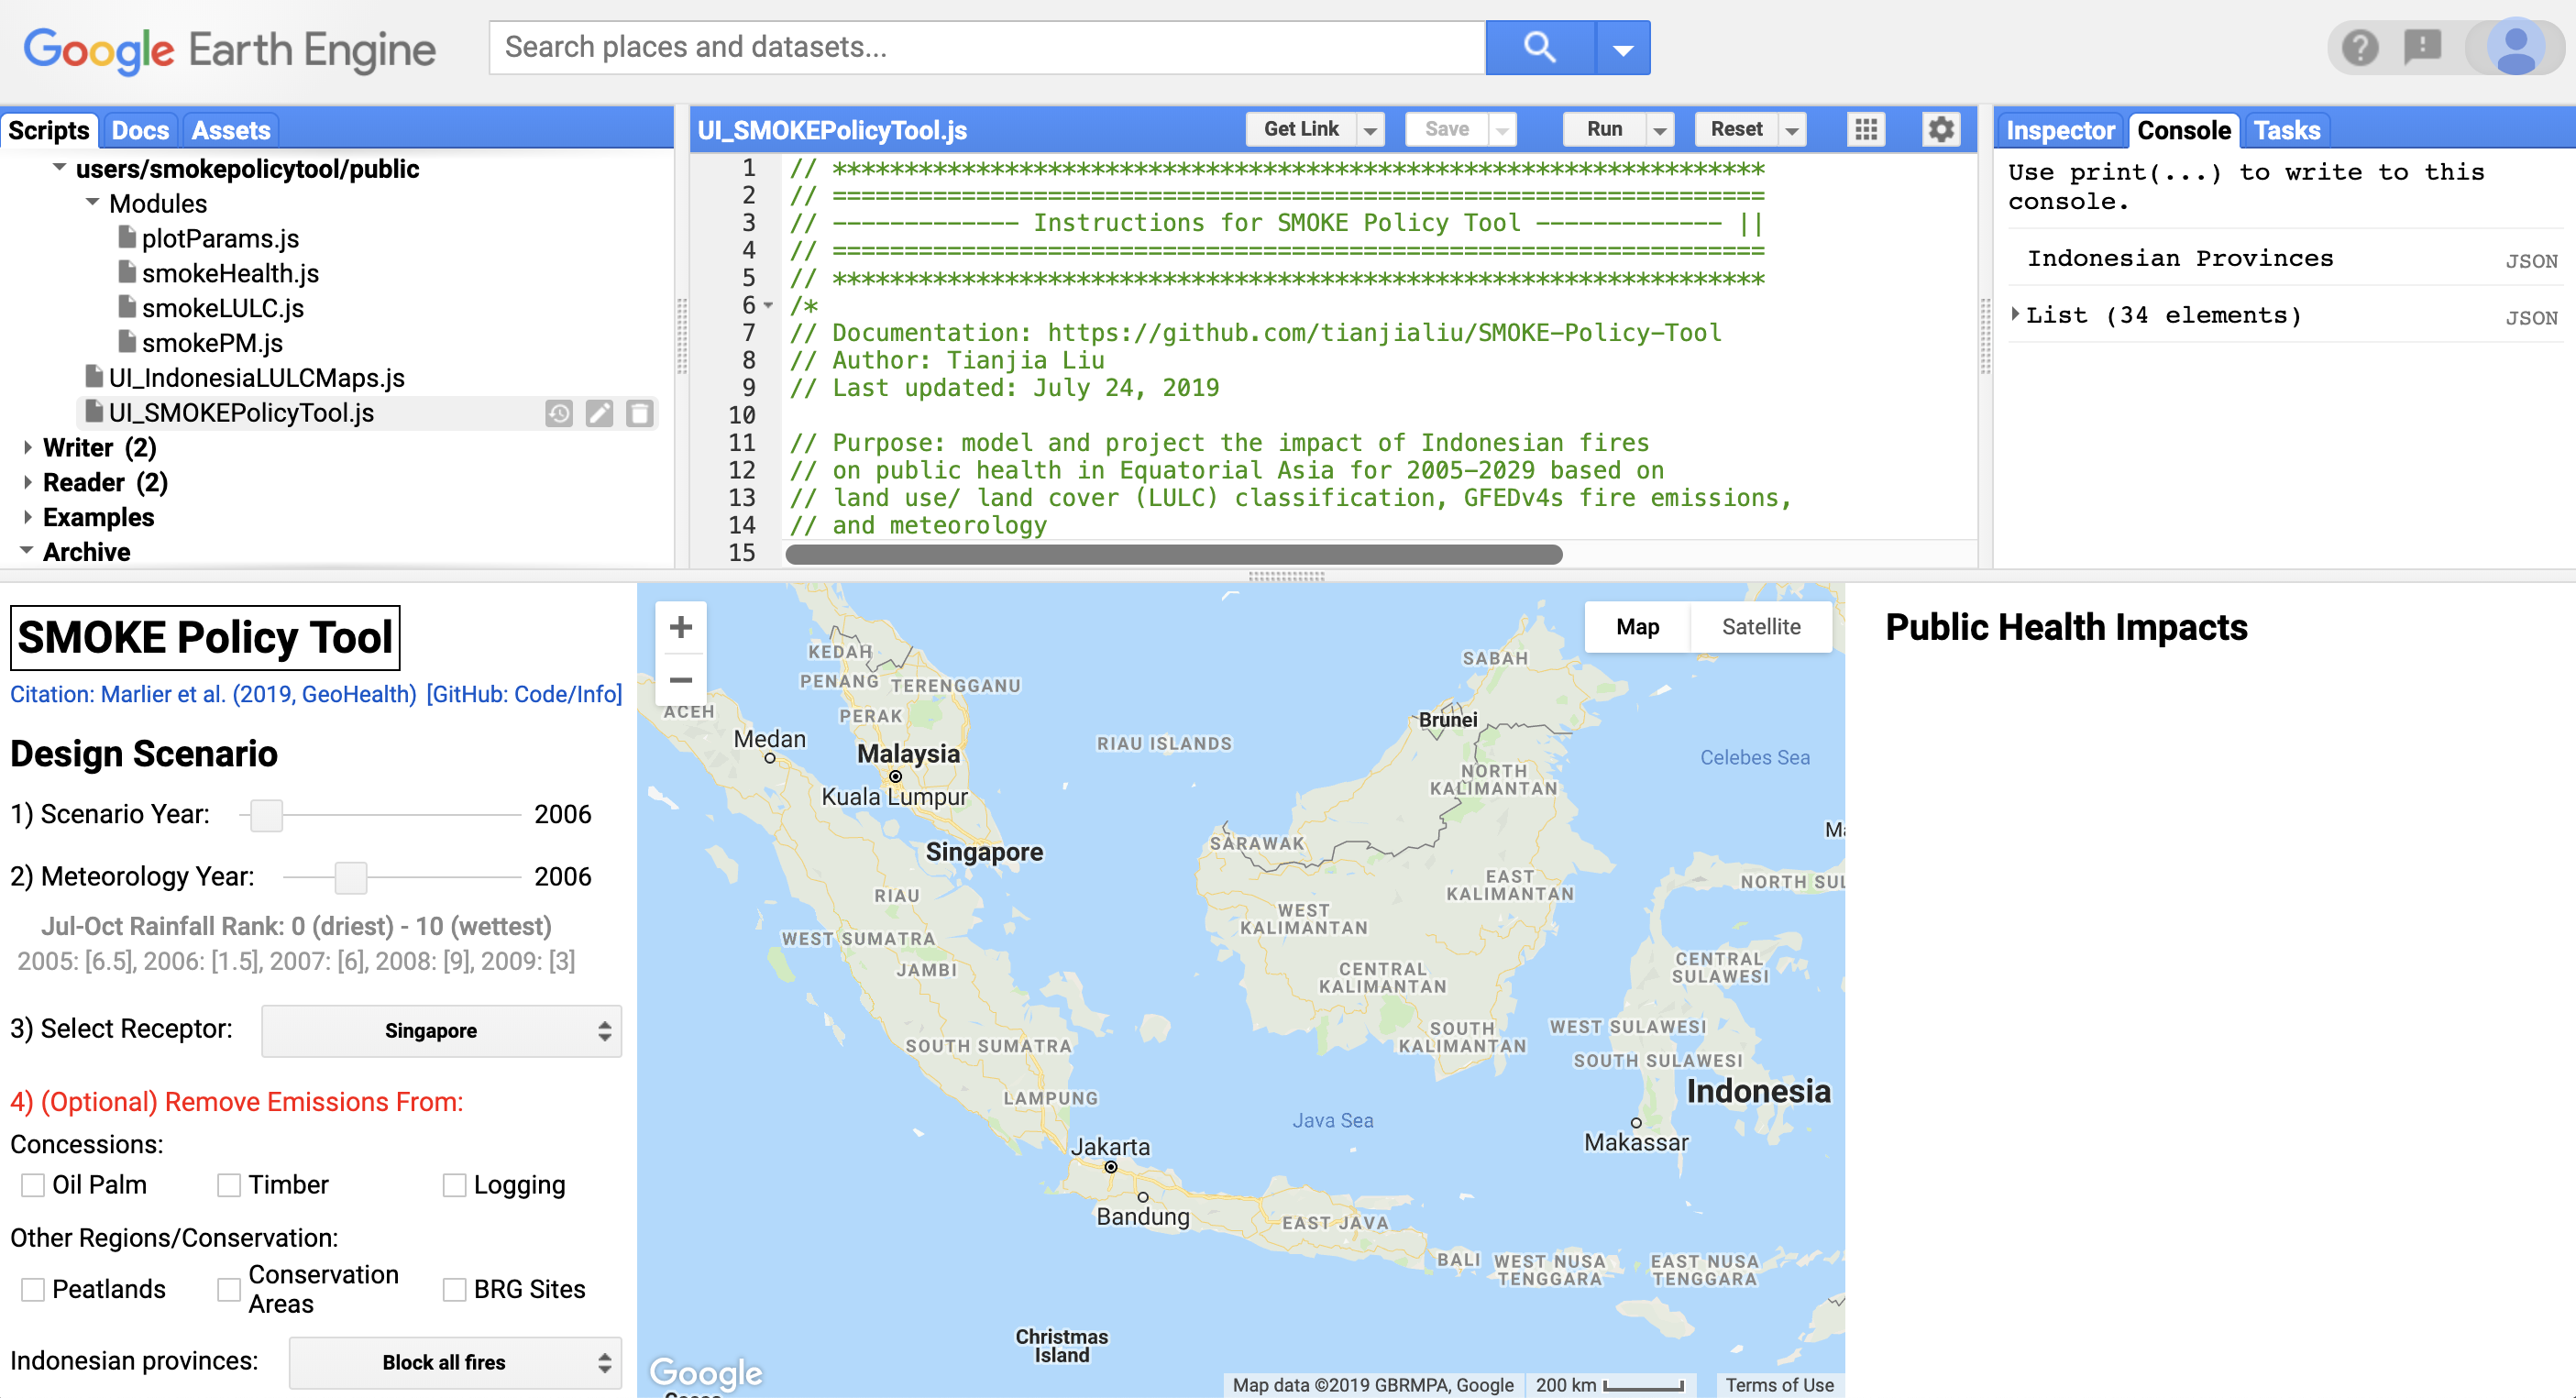 Google Earth Engine
Search places and datasets...
Scripts Docs Assets
users/smokepolicytool/public
Modules
plotParams.js
smokeHealth.js
smokeLULC.js
smokePM.js
UI_IndonesiaLULCMaps.js
UI_SMOKEPolicyTool.js
Writer (2)
Reader (2)
Examples
Archive
UI_SMOKEPolicyTool.js Get Link Save Run Reset
1 // *****************************************************************
2 // =================================================================
3 // ------------- Instructions for SMOKE Policy Tool ------------- ||
4 // =================================================================
5 // *****************************************************************
6 /*
7 // Documentation: https://github.com/tianjialiu/SMOKE-Policy-Tool
8 // Author: Tianjia Liu
9 // Last updated: July 24, 2019
10
11 // Purpose: model and project the impact of Indonesian fires
12 // on public health in Equatorial Asia for 2005-2029 based on
13 // land use/ land cover (LULC) classification, GFEDv4s fire emissions,
14 // and meteorology
15
Inspector Console Tasks
Use print(...) to write to this
console.
Indonesian Provinces JSON
List (34 elements) JSON
SMOKE Policy Tool
Citation: Marlier et al. (2019, GeoHealth) [GitHub: Code/Info]
Design Scenario
1) Scenario Year: 2006
2) Meteorology Year: 2006
Jul-Oct Rainfall Rank: 0 (driest) - 10 (wettest)
2005: [6.5], 2006: [1.5], 2007: [6], 2008: [9], 2009: [3]
3) Select Receptor: Singapore
4) (Optional) Remove Emissions From:
Concessions:
Oil Palm Timber Logging
Other Regions/Conservation:
Peatlands Conservation Areas BRG Sites
Indonesian provinces: Block all fires
+
−
Map Satellite
KEDAH
PENANG
TERENGGANU
ACEH
PERAK
Medan
Malaysia
Kuala Lumpur
RIAU ISLANDS
SABAH
Brunei
Celebes Sea
NORTH
KALIMANTAN
Singapore
SARAWAK
RIAU
EAST
KALIMANTAN
NORTH SUL
WEST
KALIMANTAN
WEST SUMATRA
JAMBI
CENTRAL
KALIMANTAN
CENTRAL
SULAWESI
SOUTH SUMATRA
SOUTH
KALIMANTAN
WEST SULAWESI
SOUTH SULAWESI
Indonesia
LAMPUNG
Java Sea
Makassar
Jakarta
Bandung
EAST JAVA
BALI
WEST NUSA
TENGGARA
EAST NUSA
TENGGARA
Christmas
Island
Google
Map data ©2019 GBRMPA, Google 200 km Terms of Use
Public Health Impacts